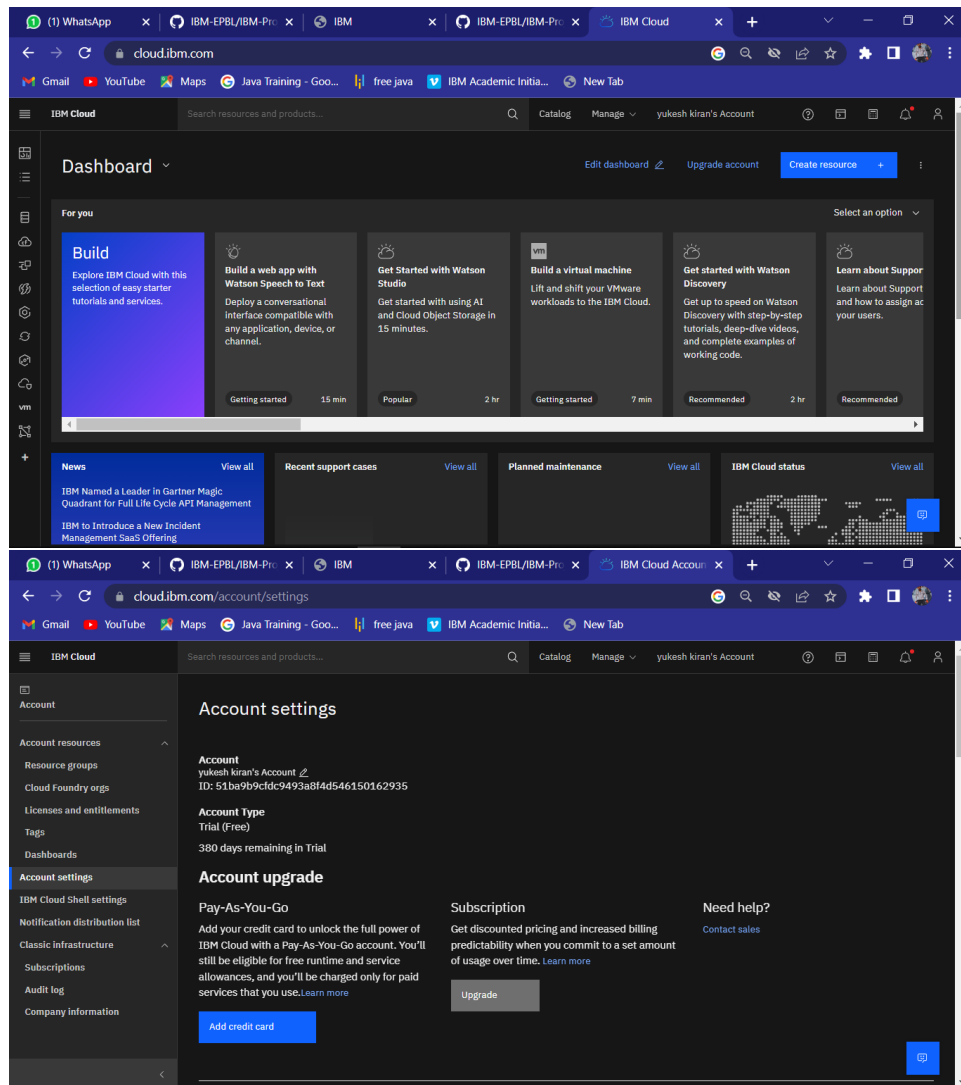 (1) WhatsApp
IBM-EPBL/IBM-Pro
IBM
IBM-EPBL/IBM-Pro
IBM Cloud
cloud.ibm.com
Gmail
YouTube
Maps
Java Training - Goo...
free java
IBM Academic Initia...
New Tab
IBM Cloud
Search resources and products...
Catalog
Manage
yukesh kiran's Account
Dashboard
Edit dashboard
Upgrade account
Create resource +
For you
Select an option
Build
Explore IBM Cloud with this
selection of easy starter
tutorials and services.
Build a web app with
Watson Speech to Text
Deploy a conversational
interface compatible with
any application, device, or
channel.
Getting started
15 min
Get Started with Watson
Studio
Get started with using AI
and Cloud Object Storage in
15 minutes.
Popular
2 hr
vm
Build a virtual machine
Lift and shift your VMware
workloads to the IBM Cloud.
Getting started
7 min
Get started with Watson
Discovery
Get up to speed on Watson
Discovery with step-by-step
tutorials, deep-dive videos,
and complete examples of
working code.
Recommended
2 hr
Learn about Suppor
Learn about Support
and how to assign ac
your users.
Recommended
vm
News
View all
IBM Named a Leader in Gartner Magic
Quadrant for Full Life Cycle API Management
IBM to Introduce a New Incident
Management SaaS Offering
Recent support cases
View all
Planned maintenance
View all
IBM Cloud status
View all
(1) WhatsApp
IBM-EPBL/IBM-Pro
IBM
IBM-EPBL/IBM-Pro
IBM Cloud Accoun
cloud.ibm.com/account/settings
Gmail
YouTube
Maps
Java Training - Goo...
free java
IBM Academic Initia...
New Tab
IBM Cloud
Search resources and products...
Catalog
Manage
yukesh kiran's Account
Account
Account resources
Resource groups
Cloud Foundry orgs
Licenses and entitlements
Tags
Dashboards
Account settings
IBM Cloud Shell settings
Notification distribution list
Classic infrastructure
Subscriptions
Audit log
Company information
Account settings
Account
yukesh kiran's Account
ID: 51ba9b9cfdc9493a8f4d546150162935
Account Type
Trial (Free)
380 days remaining in Trial
Account upgrade
Pay-As-You-Go
Add your credit card to unlock the full power of
IBM Cloud with a Pay-As-You-Go account. You'll
still be eligible for free runtime and service
allowances, and you'll be charged only for paid
services that you use.Learn more
Add credit card
Subscription
Get discounted pricing and increased billing
predictability when you commit to a set amount
of usage over time. Learn more
Upgrade
Need help?
Contact sales